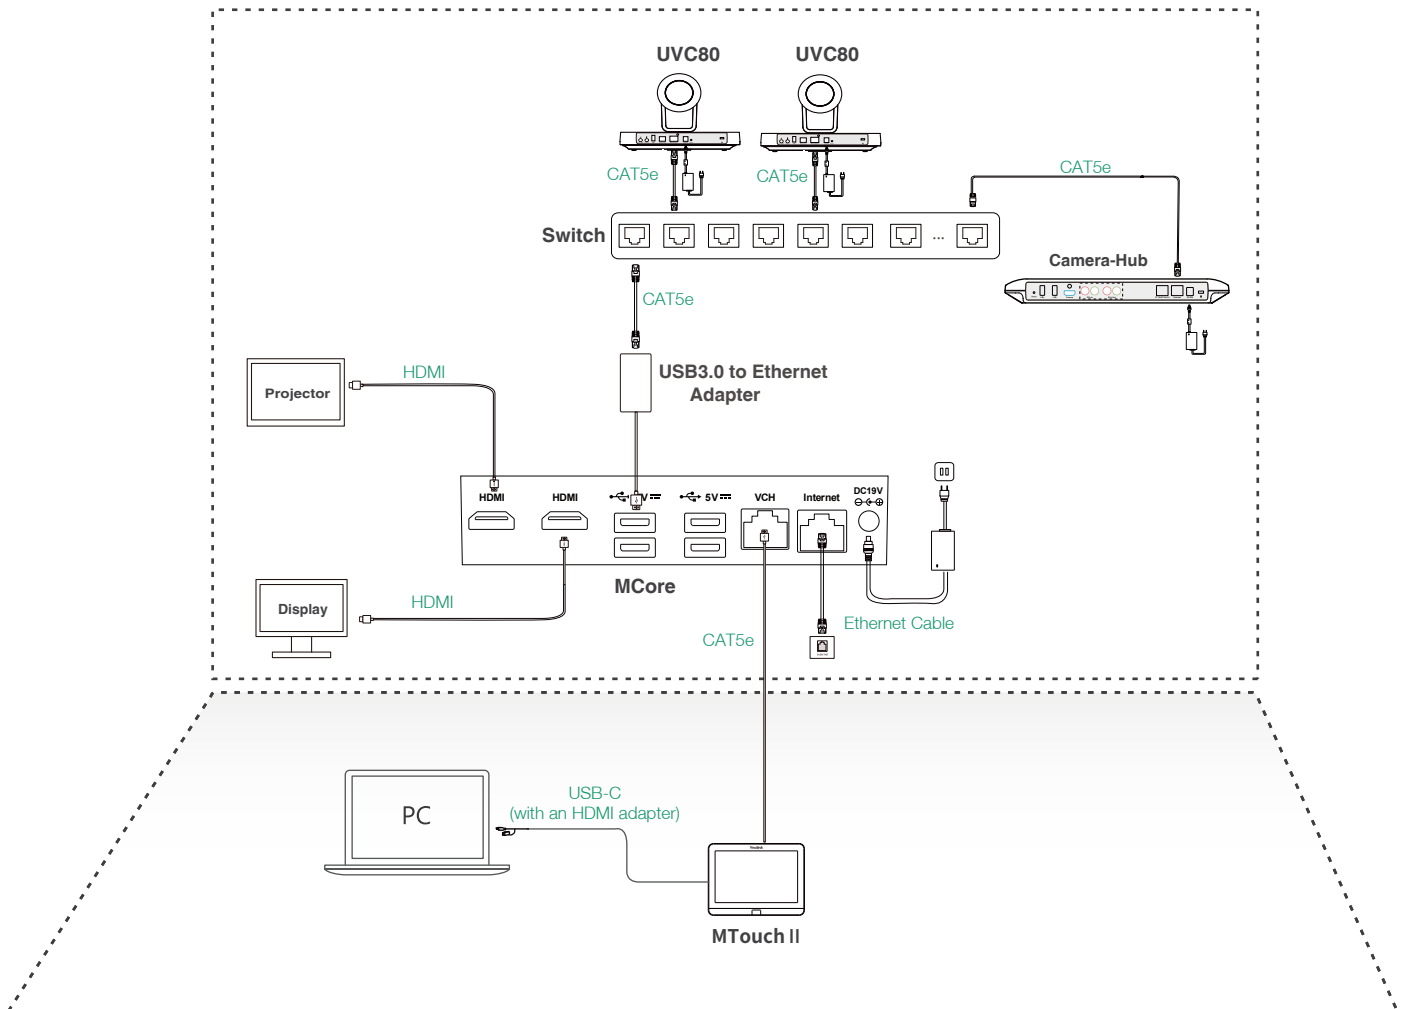 UVC80
UVC80
CAT5e
CAT5e
CAT5e
Switch
...
Camera-Hub
CAT5e
HDMI
USB3.0 to Ethernet
Adapter
Projector
HDMI
HDMI
V
5V
VCH
Internet
DC19V
MCore
Display
HDMI
Ethernet Cable
CAT5e
PC
USB-C
(with an HDMI adapter)
Yealink
MTouch II